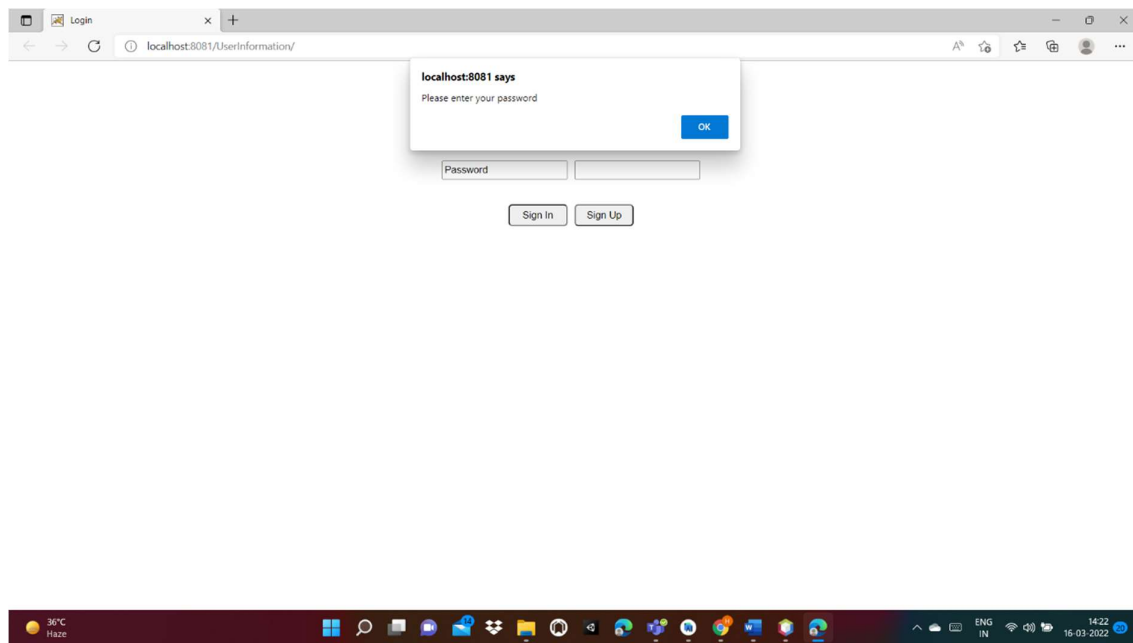 Login
localhost:8081/UserInformation/
localhost:8081 says
Please enter your password
OK
Password
Sign In Sign Up
36°C
Haze
ENG
IN
14:22
16-03-2022